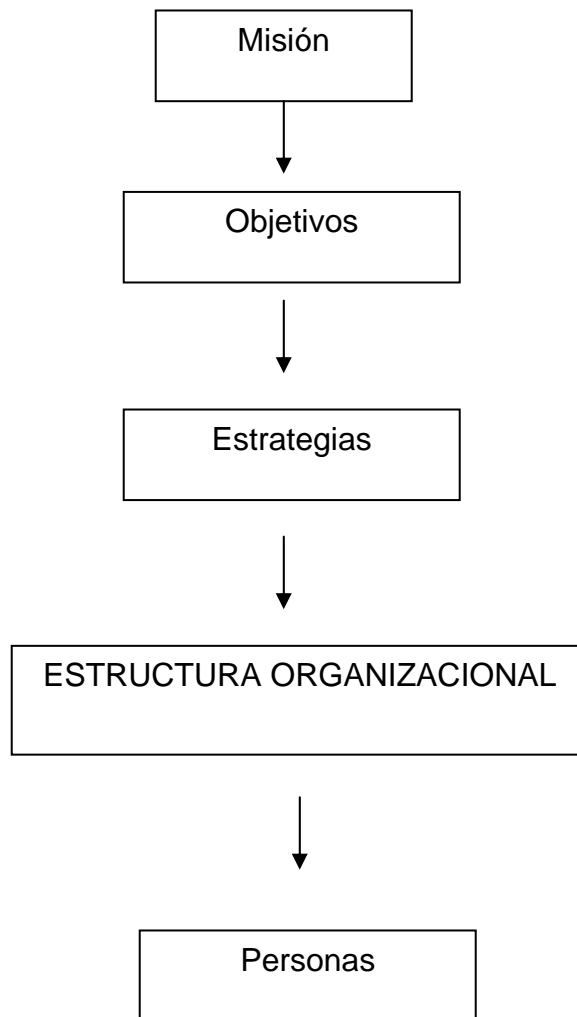 Misión
Objetivos
Estrategias
ESTRUCTURA ORGANIZACIONAL
Personas